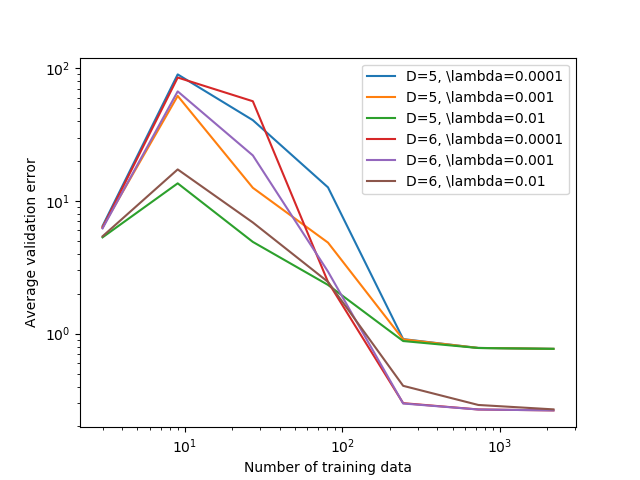 10²
10¹
10⁰
Average validation error
D=5, \lambda=0.0001
D=5, \lambda=0.001
D=5, \lambda=0.01
D=6, \lambda=0.0001
D=6, \lambda=0.001
D=6, \lambda=0.01
10¹ 10² 10³
Number of training data